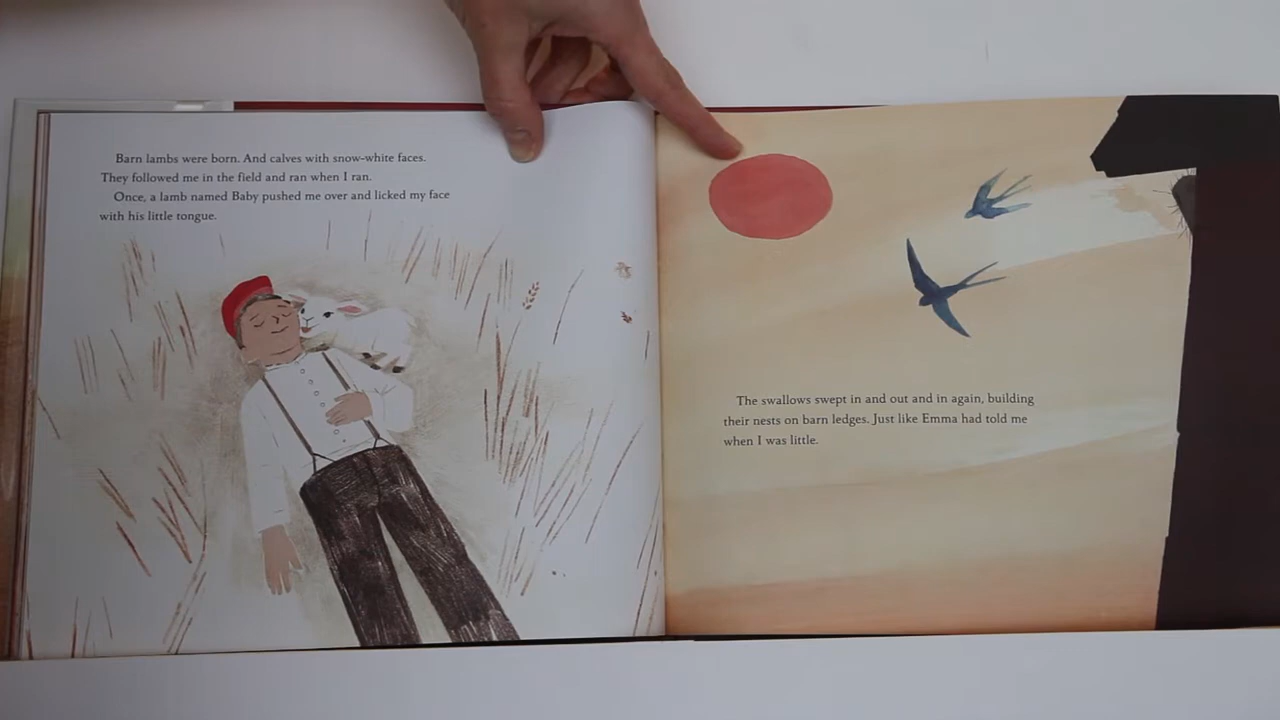 Barn lambs were born. And calves with snow-white faces.
They followed me in the field and ran when I ran.
Once, a lamb named Baby pushed me over and licked my face
with his little tongue.
The swallows swept in and out and in again, building
their nests on barn ledges. Just like Emma had told me
when I was little.